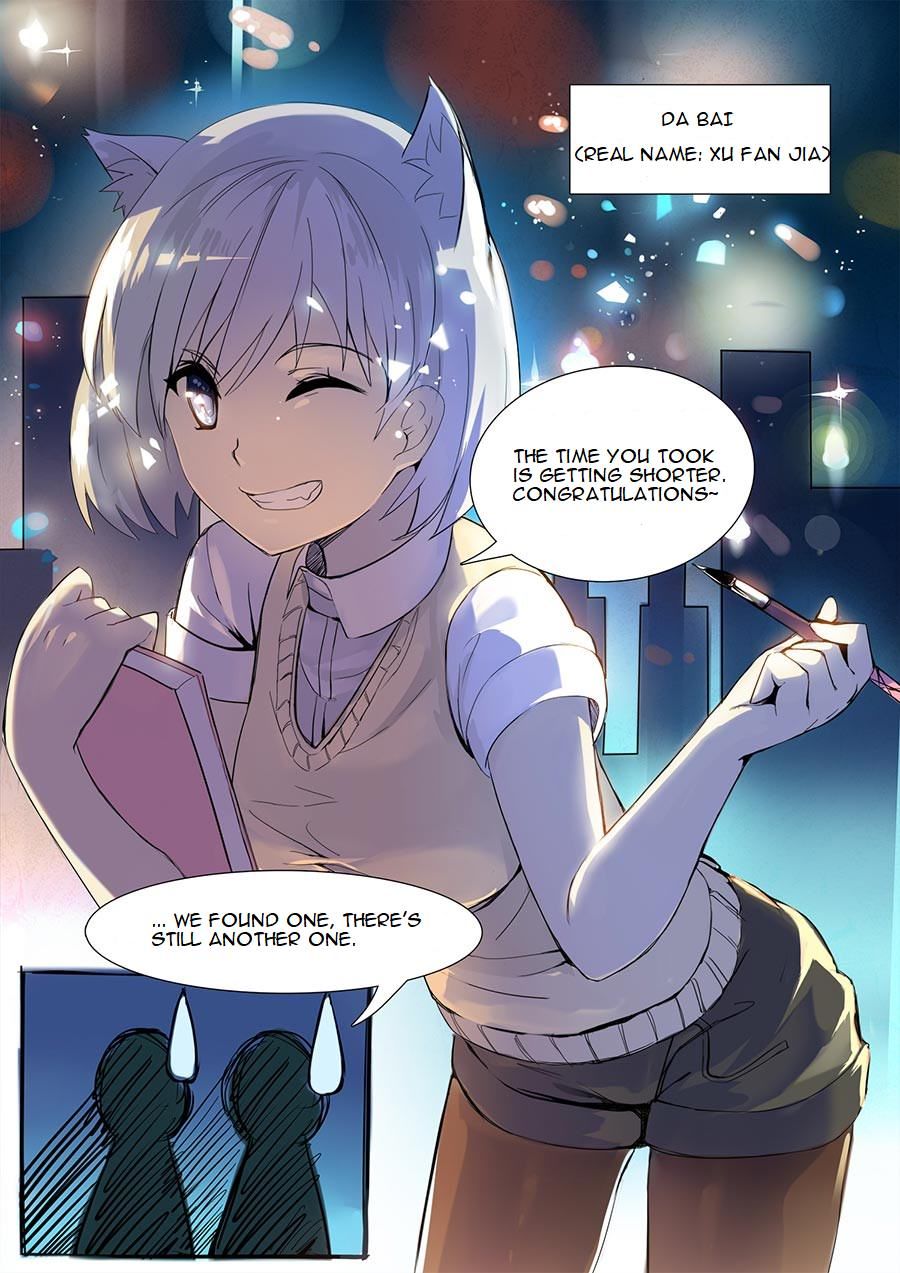 DA BAI
(REAL NAME: XU FAN JIA)
THE TIME YOU TOOK
IS GETTING SHORTER.
CONGRATULATIONS~
... WE FOUND ONE, THERE'S
STILL ANOTHER ONE.